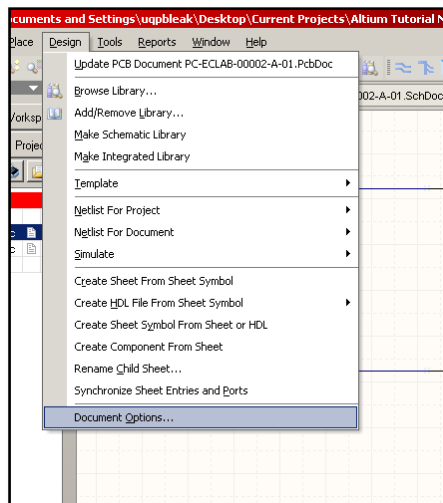 cuments and Settings\uqpbleak\Desktop\Current Projects\Altium Tutorial N
Place Design Tools Reports Window Help
Update PCB Document PC-ECLAB-00002-A-01.PcbDoc
Browse Library...
002-A-01.SchDoc
Add/Remove Library...
Worksp
Make Schematic Library
Projec
Make Integrated Library
Template
Netlist For Project
Netlist For Document
Simulate
Create Sheet From Sheet Symbol
Create HDL File From Sheet Symbol
Create Sheet Symbol From Sheet or HDL
Create Component From Sheet
Rename Child Sheet...
Synchronize Sheet Entries and Ports
Document Options...